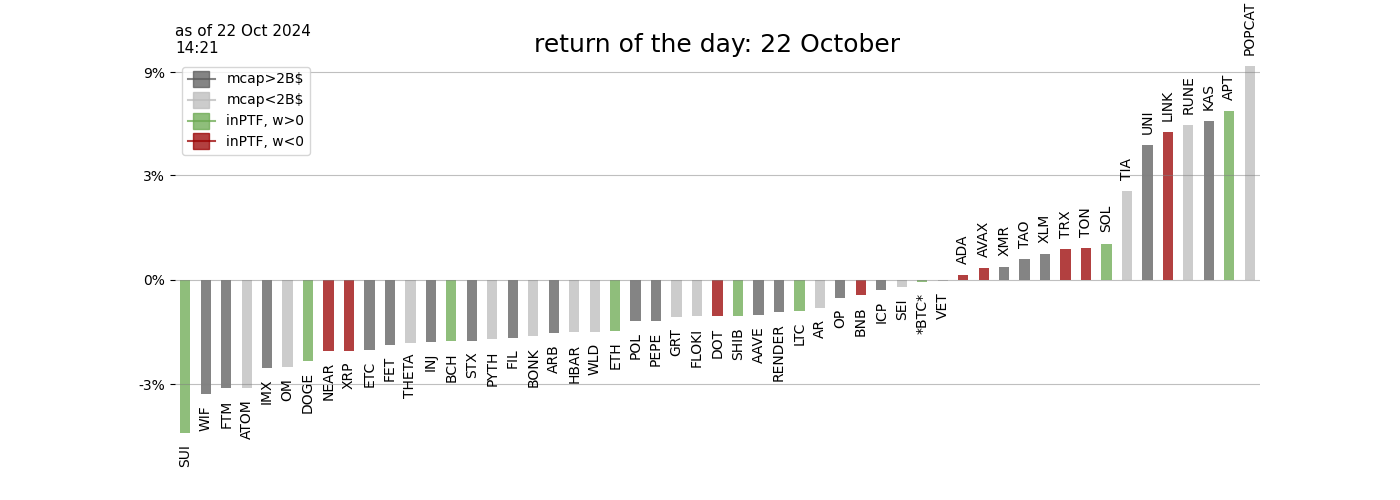 as of 22 Oct 2024
14:21
return of the day: 22 October
mcap>2B$
mcap<2B$
inPTF, w>0
inPTF, w<0
9%
3%
0%
-3%
SUI
WIF
FTM
ATOM
IMX
OM
DOGE
NEAR
XRP
ETC
FET
THETA
INJ
BCH
STX
PYTH
FIL
BONK
ARB
HBAR
WLD
ETH
POL
PEPE
GRT
FLOKI
DOT
SHIB
AAVE
RENDER
LTC
AR
OP
BNB
ICP
SEI
*BTC*
VET
ADA
AVAX
XMR
TAO
XLM
TRX
TON
SOL
TIA
UNI
LINK
RUNE
KAS
APT
POPCAT